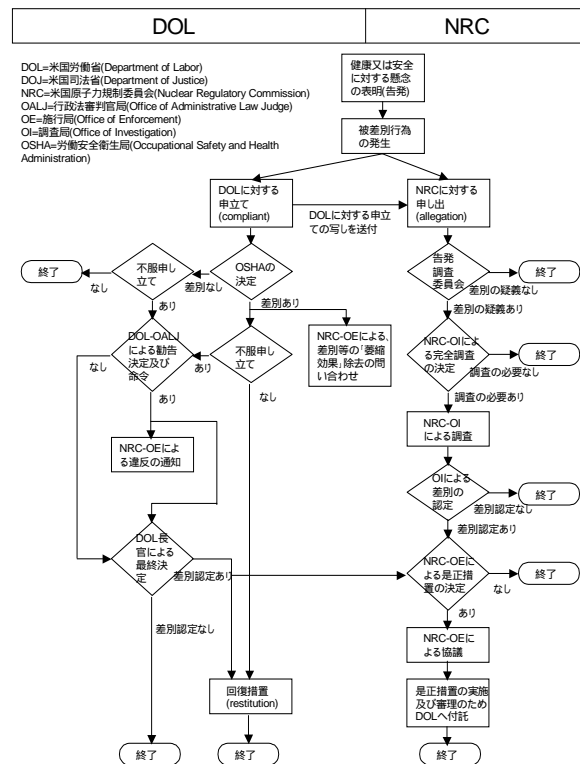 DOL
NRC
DOL=米国労働省(Department of Labor)
DOJ=米国司法省(Department of Justice)
NRC=米国原子力規制委員会(Nuclear Regulatory Commission)
OALJ=行政法審判官局(Office of Administrative Law Judge)
OE=施行局(Office of Enforcement)
OI=調査局(Office of Investigation)
OSHA=労働安全衛生局(Occupational Safety and Health
Administration)
健康又は安全
に対する懸念
の表明(告発)
被差別行為
の発生
DOLに対する
申立て
(compliant)
DOLに対する申立
ての写しを送付
NRCに対する
申し出
(allegation)
終了
なし
不服申し
立て
あり
差別なし
OSHAの
決定
差別あり
告発
調査
委員会
差別の疑義なし
終了
差別の疑義あり
DOL-OALJ
による勧告
決定及び
命令
あり
なし
不服申し
立て
あり
なし
NRC-OEによる、
差別等の「萎縮
効果」除去の問
い合わせ
NRC-OIによ
る完全調査
の決定
調査の必要なし
終了
調査の必要あり
NRC-OEによ
る違反の通知
NRC-OI
による調査
OIによる
差別の
認定
差別認定なし
終了
差別認定あり
DOL長
官による
最終決
定
差別認定あり
差別認定なし
NRC-OEに
よる是正措
置の決定
なし
終了
あり
NRC-OEに
よる協議
回復措置
(restitution)
是正措置の実施
及び審理のため
DOLへ付託
終了
終了
終了